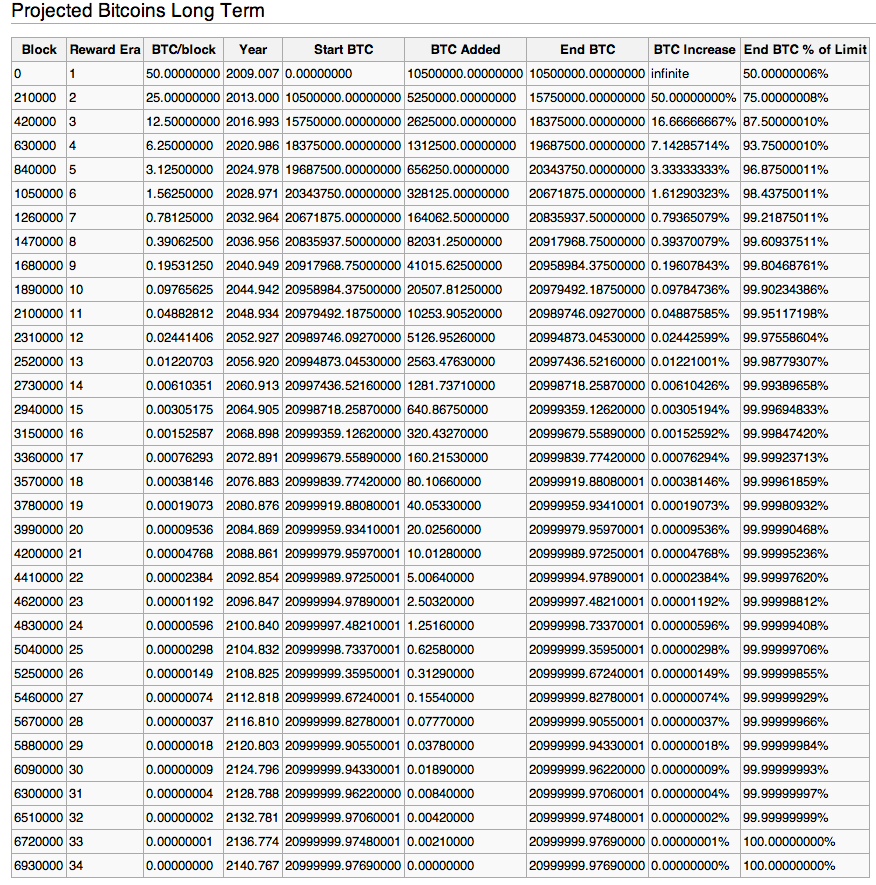 Projected Bitcoins Long Term
Block Reward Era BTC/block Year Start BTC BTC Added End BTC BTC Increase End BTC % of Limit
0 1 50.00000000 2009.007 0.00000000 10500000.00000000 10500000.00000000 infinite 50.00000006%
210000 2 25.00000000 2013.000 10500000.00000000 5250000.00000000 15750000.00000000 50.00000000% 75.00000008%
420000 3 12.50000000 2016.993 15750000.00000000 2625000.00000000 18375000.00000000 16.66666667% 87.50000010%
630000 4 6.25000000 2020.986 18375000.00000000 1312500.00000000 19687500.00000000 7.14285714% 93.75000010%
840000 5 3.12500000 2024.978 19687500.00000000 656250.00000000 20343750.00000000 3.33333333% 96.87500011%
1050000 6 1.56250000 2028.971 20343750.00000000 328125.00000000 20671875.00000000 1.61290323% 98.43750011%
1260000 7 0.78125000 2032.964 20671875.00000000 164062.50000000 20835937.50000000 0.79365079% 99.21875011%
1470000 8 0.39062500 2036.956 20835937.50000000 82031.25000000 20917968.75000000 0.39370079% 99.60937511%
1680000 9 0.19531250 2040.949 20917968.75000000 41015.62500000 20958984.37500000 0.19607843% 99.80468761%
1890000 10 0.09765625 2044.942 20958984.37500000 20507.81250000 20979492.18750000 0.09784736% 99.90234386%
2100000 11 0.04882812 2048.934 20979492.18750000 10253.90520000 20989746.09270000 0.04887585% 99.95117198%
2310000 12 0.02441406 2052.927 20989746.09270000 5126.95260000 20994873.04530000 0.02442599% 99.97558604%
2520000 13 0.01220703 2056.920 20994873.04530000 2563.47630000 20997436.52160000 0.01221001% 99.98779307%
2730000 14 0.00610351 2060.913 20997436.52160000 1281.73710000 20998718.25870000 0.00610426% 99.99389658%
2940000 15 0.00305175 2064.905 20998718.25870000 640.86750000 20999359.12620000 0.00305194% 99.99694833%
3150000 16 0.00152587 2068.898 20999359.12620000 320.43270000 20999679.55890000 0.00152592% 99.99847420%
3360000 17 0.00076293 2072.891 20999679.55890000 160.21530000 20999839.77420000 0.00076294% 99.99923713%
3570000 18 0.00038146 2076.883 20999839.77420000 80.10660000 20999919.88080001 0.00038146% 99.99961859%
3780000 19 0.00019073 2080.876 20999919.88080001 40.05330000 20999959.93410001 0.00019073% 99.99980932%
3990000 20 0.00009536 2084.869 20999959.93410001 20.02560000 20999979.95970001 0.00009536% 99.99990468%
4200000 21 0.00004768 2088.861 20999979.95970001 10.01280000 20999989.97250001 0.00004768% 99.99995236%
4410000 22 0.00002384 2092.854 20999989.97250001 5.00640000 20999994.97890001 0.00002384% 99.99997620%
4620000 23 0.00001192 2096.847 20999994.97890001 2.50320000 20999997.48210001 0.00001192% 99.99998812%
4830000 24 0.00000596 2100.840 20999997.48210001 1.25160000 20999998.73370001 0.00000596% 99.99999408%
5040000 25 0.00000298 2104.832 20999998.73370001 0.62580000 20999999.35950001 0.00000298% 99.99999706%
5250000 26 0.00000149 2108.825 20999999.35950001 0.31290000 20999999.67240001 0.00000149% 99.99999855%
5460000 27 0.00000074 2112.818 20999999.67240001 0.15540000 20999999.82780001 0.00000074% 99.99999929%
5670000 28 0.00000037 2116.810 20999999.82780001 0.07770000 20999999.90550001 0.00000037% 99.99999966%
5880000 29 0.00000018 2120.803 20999999.90550001 0.03780000 20999999.94330001 0.00000018% 99.99999984%
6090000 30 0.00000009 2124.796 20999999.94330001 0.01890000 20999999.96220000 0.00000009% 99.99999993%
6300000 31 0.00000004 2128.788 20999999.96220000 0.00840000 20999999.97060001 0.00000004% 99.99999997%
6510000 32 0.00000002 2132.781 20999999.97060001 0.00420000 20999999.97480001 0.00000002% 99.99999999%
6720000 33 0.00000001 2136.774 20999999.97480001 0.00210000 20999999.97690000 0.00000001% 100.00000000%
6930000 34 0.00000000 2140.767 20999999.97690000 0.00000000 20999999.97690000 0.00000000% 100.00000000%